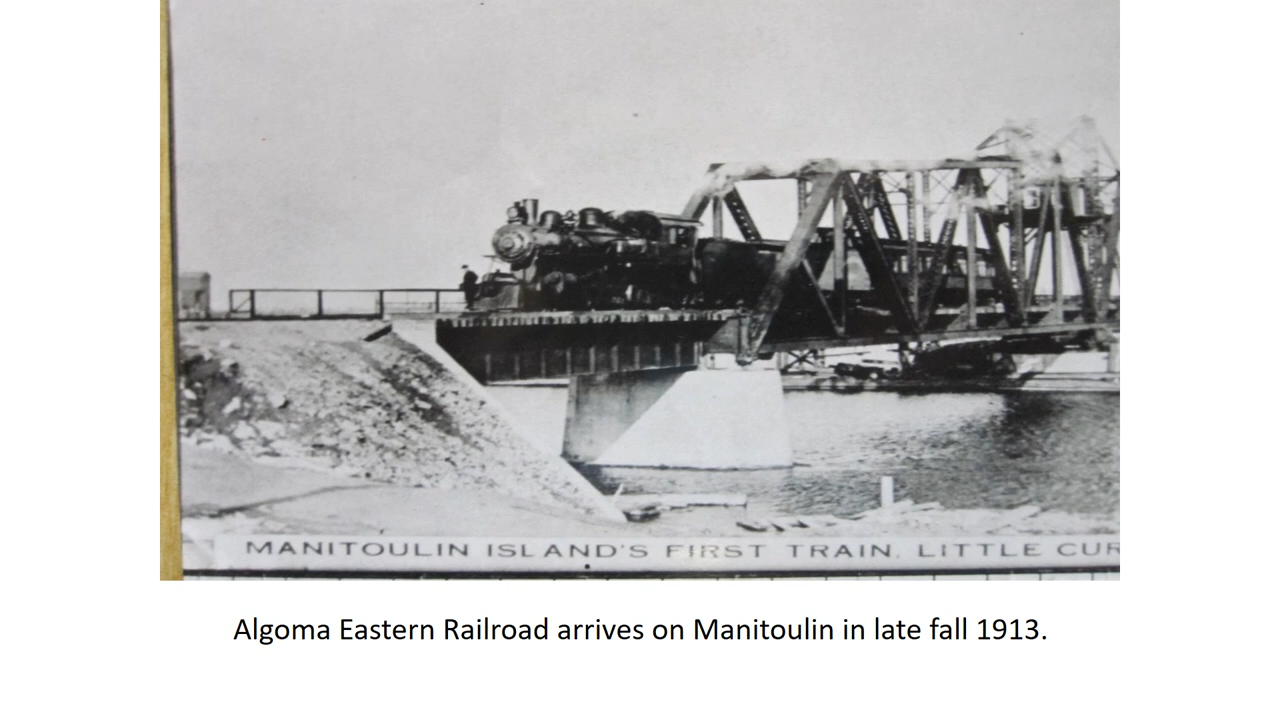 MANITOULIN ISLAND'S FIRST TRAIN, LITTLE CUR
Algoma Eastern Railroad arrives on Manitoulin in late fall 1913.